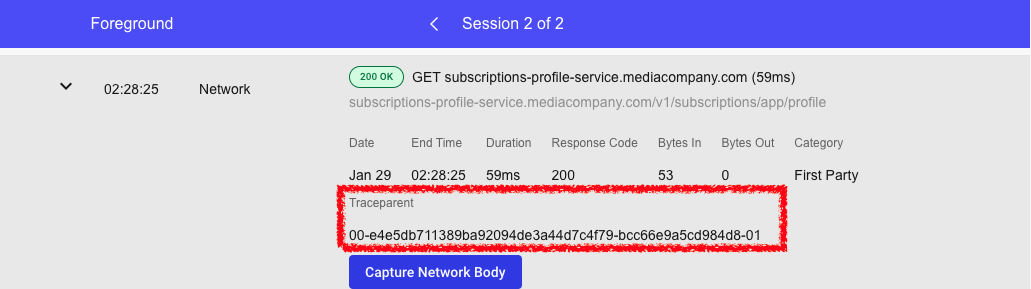 Foreground
Session 2 of 2
02:28:25 Network
200 OK GET subscriptions-profile-service.mediacompany.com (59ms)
subscriptions-profile-service.mediacompany.com/v1/subscriptions/app/profile
Date End Time Duration Response Code Bytes In Bytes Out Category
Jan 29 02:28:25 59ms 200 53 0 First Party
Traceparent
00-e4e5db711389ba92094de3a44d7c4f79-bcc66e9a5cd984d8-01
Capture Network Body